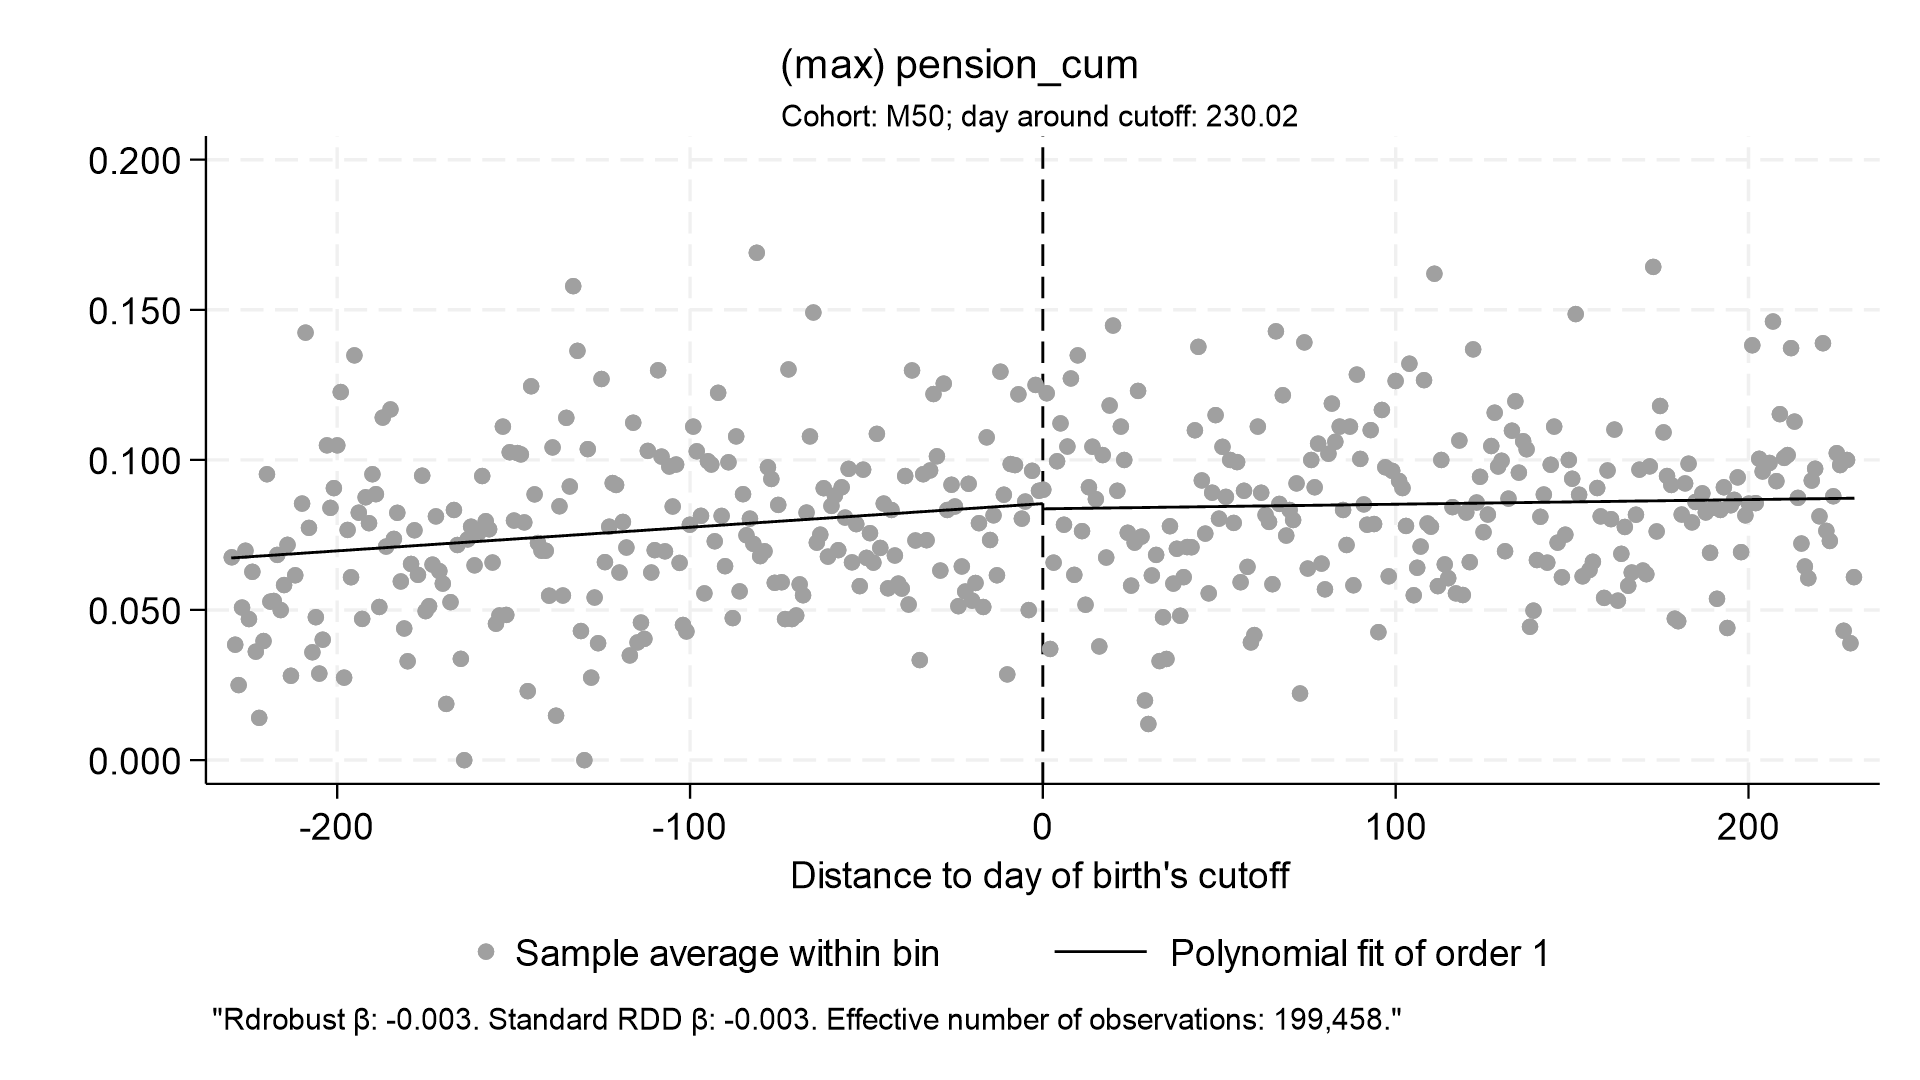 (max) pension_cum
Cohort: M50; day around cutoff: 230.02
0.200
0.150
0.100
0.050
0.000
-200 -100 0 100 200
Distance to day of birth's cutoff
Sample average within bin Polynomial fit of order 1
"Rdrobust β: -0.003. Standard RDD β: -0.003. Effective number of observations: 199,458."